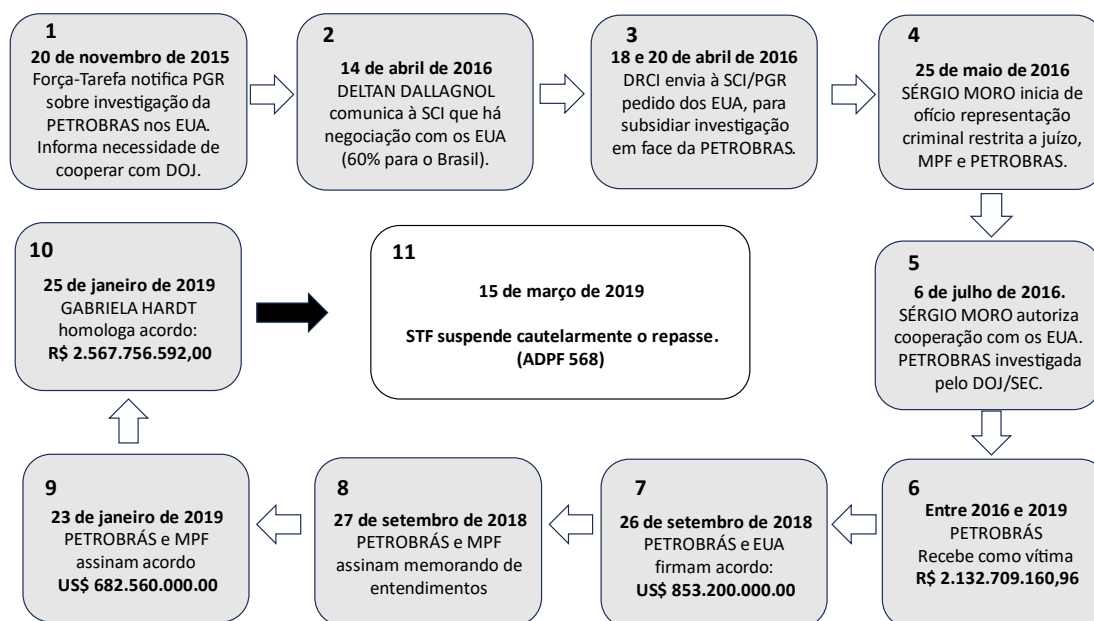 1
20 de novembro de 2015
Força-Tarefa notifica PGR
sobre investigação da
PETROBRAS nos EUA.
Informa necessidade de
cooperar com DOJ.
2
14 de abril de 2016
DELTAN DALLAGNOL
comunica à SCI que há
negociação com os EUA
(60% para o Brasil).
3
18 e 20 de abril de 2016
DRCI envia à SCI/PGR
pedido dos EUA, para
subsidiar investigação
em face da PETROBRAS.
4
25 de maio de 2016
SÉRGIO MORO inicia de
ofício representação
criminal restrita a juízo,
MPF e PETROBRAS.
5
6 de julho de 2016.
SÉRGIO MORO autoriza
cooperação com os EUA.
PETROBRAS investigada
pelo DOJ/SEC.
6
Entre 2016 e 2019
PETROBRÁS
Recebe como vítima
R$ 2.132.709.160,96
7
26 de setembro de 2018
PETROBRÁS e EUA
firmam acordo:
US$ 853.200.000.00
8
27 de setembro de 2018
PETROBRÁS e MPF
assinam memorando de
entendimentos
9
23 de janeiro de 2019
PETROBRÁS e MPF
assinam acordo
US$ 682.560.000.00
10
25 de janeiro de 2019
GABRIELA HARDT
homologa acordo:
R$ 2.567.756.592,00
11
15 de março de 2019
STF suspende cautelarmente o repasse.
(ADPF 568)